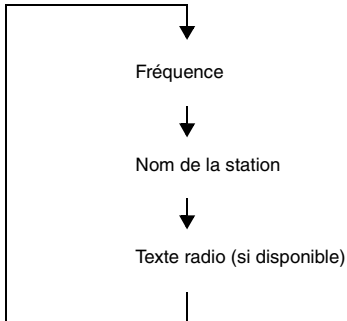 Fréquence
Nom de la station
Texte radio (si disponible)